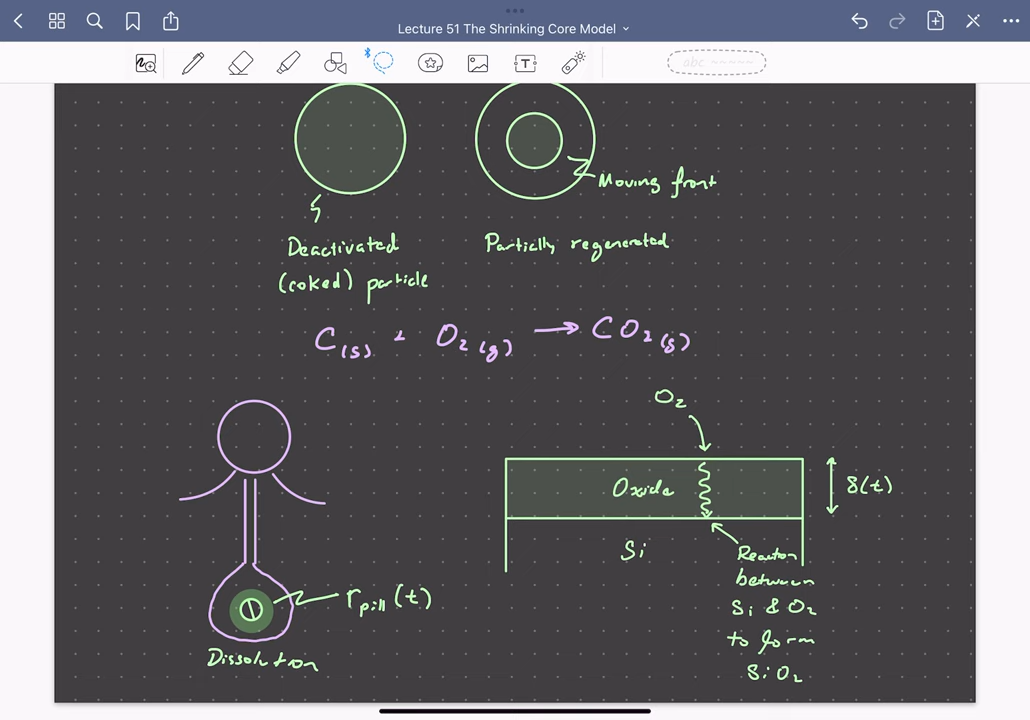 Lecture 51 The Shrinking Core Model
abc
Moving front
Deactivated
(coked) particle
Partially regenerated
C(s) + O2(g) → CO2(g)
O2
Oxide
δ(t)
Si
Reaction
between
Si & O2
to form
SiO2
rpill(t)
Dissolution